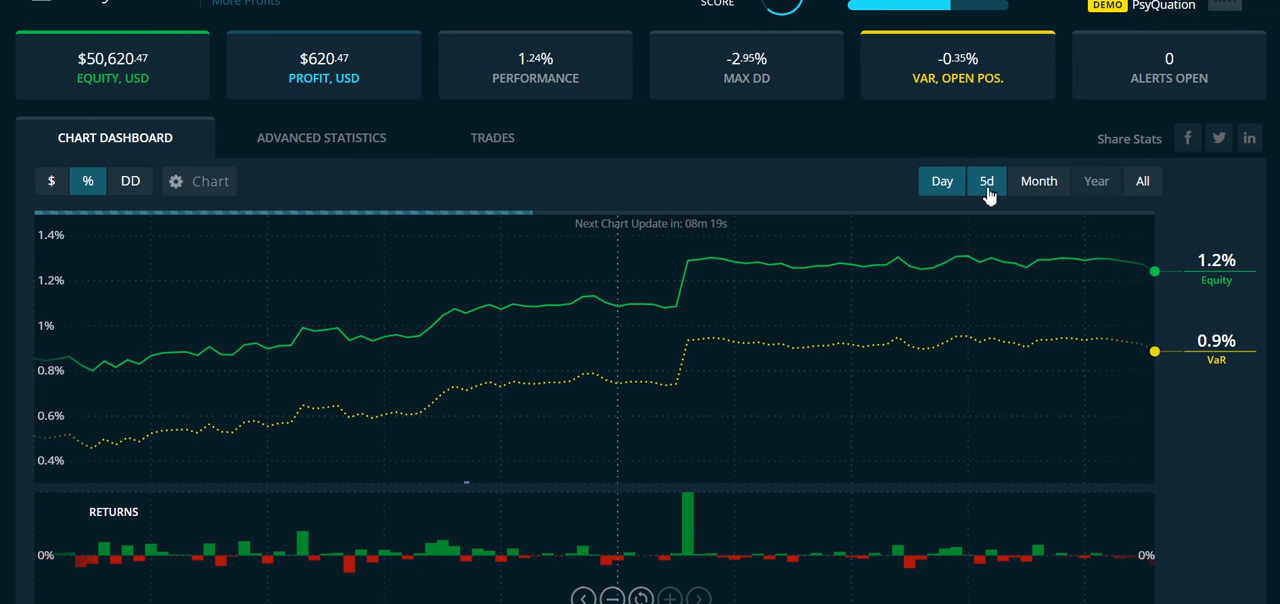 More Profits
SCORE
DEMO PsyQuation
$50,620.47
EQUITY, USD
$620.47
PROFIT, USD
1.24%
PERFORMANCE
-2.95%
MAX DD
-0.35%
VAR, OPEN POS.
0
ALERTS OPEN
CHART DASHBOARD
ADVANCED STATISTICS
TRADES
Share Stats
f
in
$
%
DD
Chart
Day
5d
Month
Year
All
Next Chart Update in: 08m 19s
1.4%
1.2%
1%
0.8%
0.6%
0.4%
1.2%
Equity
0.9%
VaR
RETURNS
0%
0%